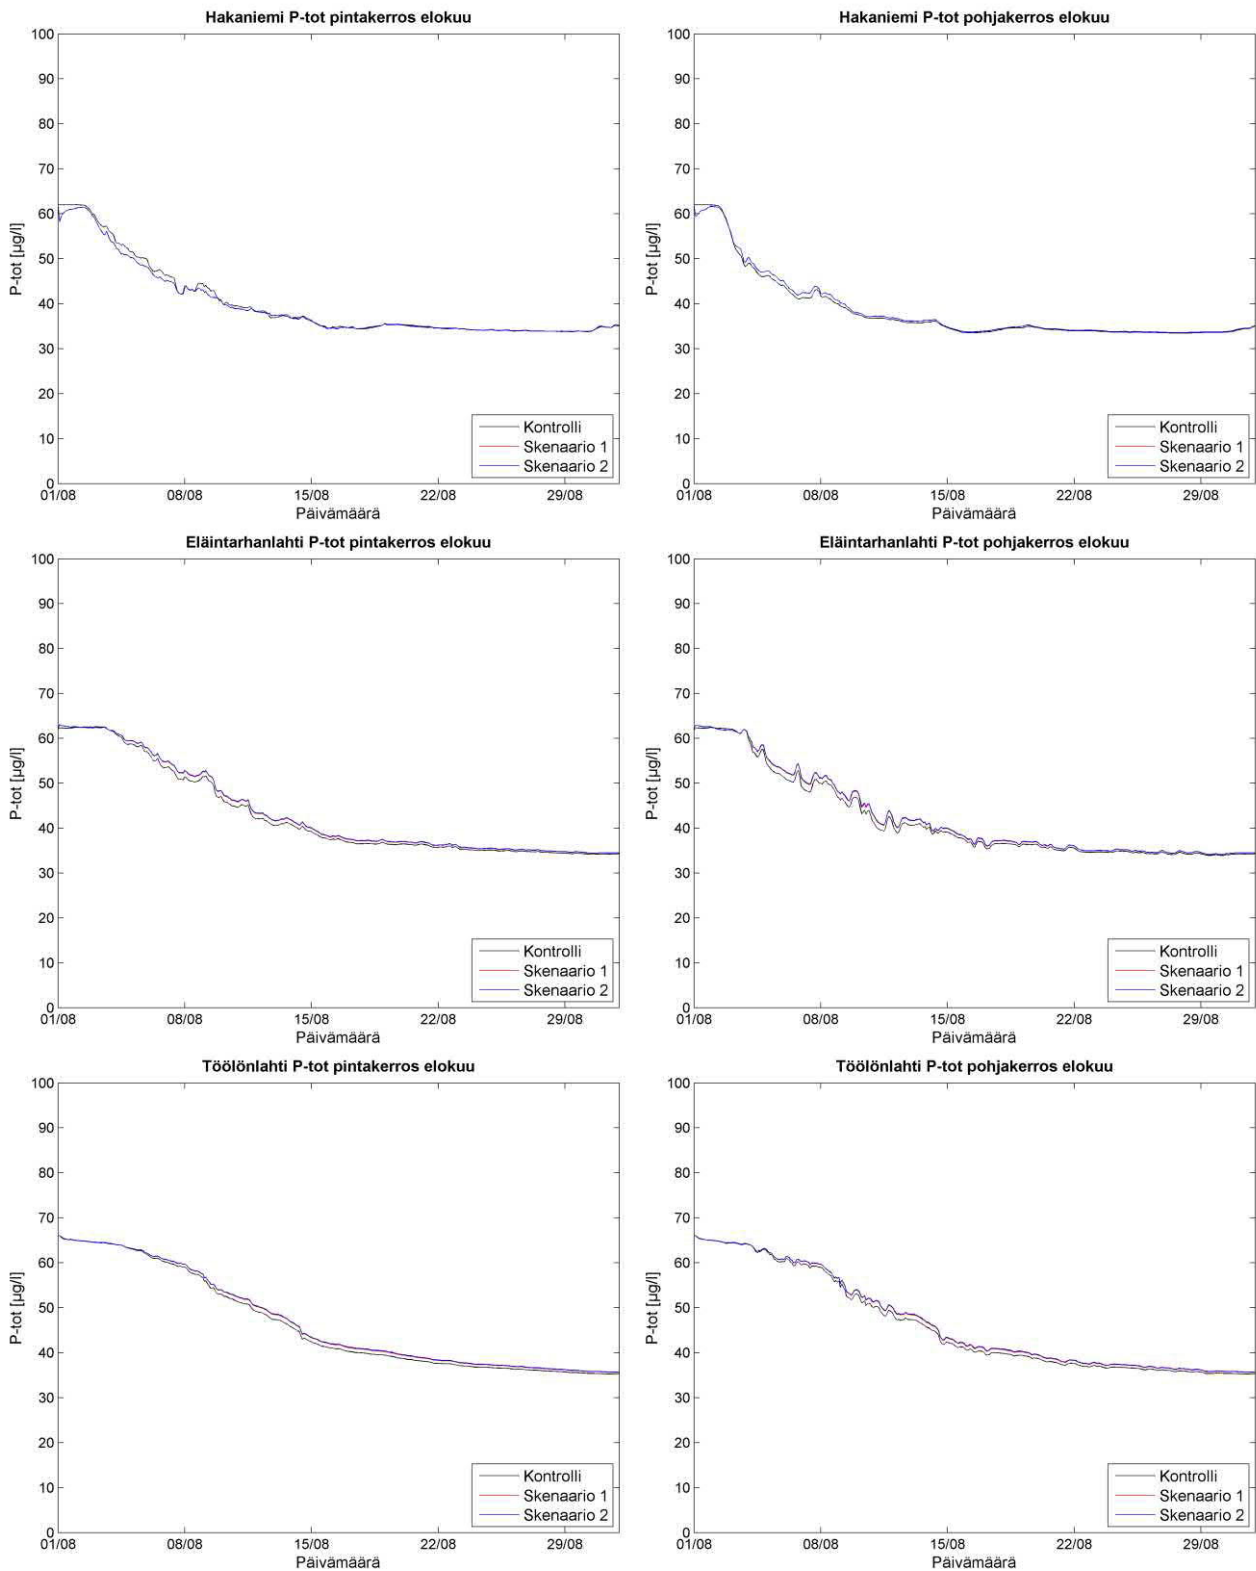 Hakaniemi P-tot pintakerros elokuu
100
90
80
70
60
50
40
30
20
10
0
P-tot [µg/l]
01/08 08/08 15/08 22/08 29/08
Päivämäärä
Kontrolli
Skenaario 1
Skenaario 2
Hakaniemi P-tot pohjakerros elokuu
100
90
80
70
60
50
40
30
20
10
0
P-tot [µg/l]
01/08 08/08 15/08 22/08 29/08
Päivämäärä
Kontrolli
Skenaario 1
Skenaario 2
Eläintarhanlahti P-tot pintakerros elokuu
100
90
80
70
60
50
40
30
20
10
0
P-tot [µg/l]
01/08 08/08 15/08 22/08 29/08
Päivämäärä
Kontrolli
Skenaario 1
Skenaario 2
Eläintarhanlahti P-tot pohjakerros elokuu
100
90
80
70
60
50
40
30
20
10
0
P-tot [µg/l]
01/08 08/08 15/08 22/08 29/08
Päivämäärä
Kontrolli
Skenaario 1
Skenaario 2
Töölönlahti P-tot pintakerros elokuu
100
90
80
70
60
50
40
30
20
10
0
P-tot [µg/l]
01/08 08/08 15/08 22/08 29/08
Päivämäärä
Kontrolli
Skenaario 1
Skenaario 2
Töölönlahti P-tot pohjakerros elokuu
100
90
80
70
60
50
40
30
20
10
0
P-tot [µg/l]
01/08 08/08 15/08 22/08 29/08
Päivämäärä
Kontrolli
Skenaario 1
Skenaario 2